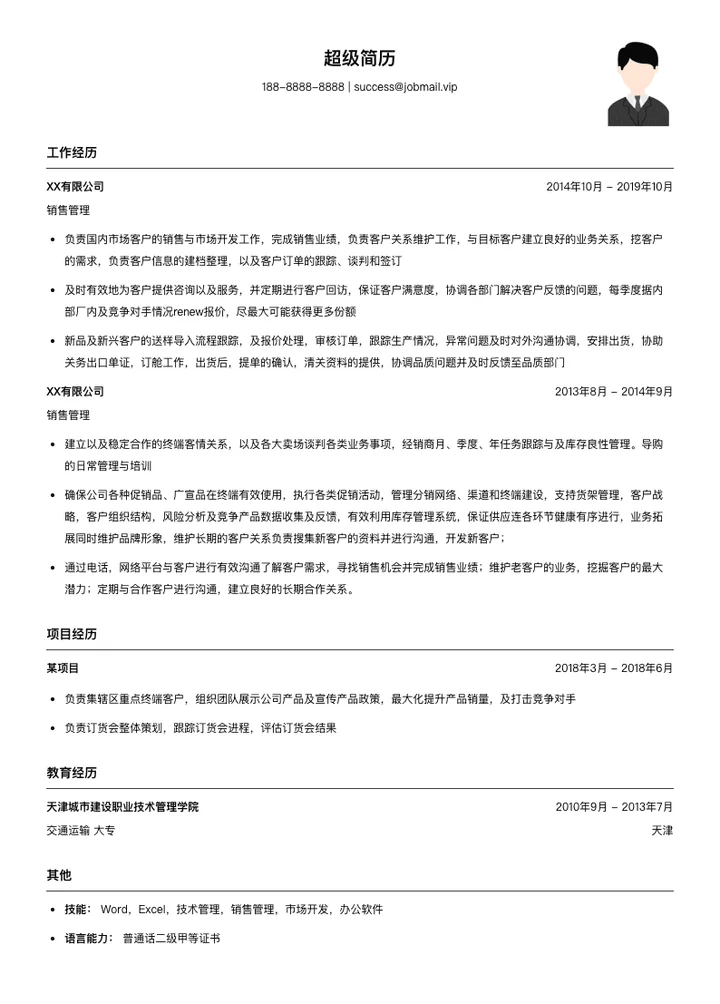 超级简历
188-8888-8888 | success@jobmail.vip
工作经历
XX有限公司 2014年10月 – 2019年10月
销售管理
• 负责国内市场客户的销售与市场开发工作，完成销售业绩，负责客户关系维护工作，与目标客户建立良好的业务关系，挖客户
的需求，负责客户信息的建档整理，以及客户订单的跟踪、谈判和签订
• 及时有效地为客户提供咨询以及服务，并定期进行客户回访，保证客户满意度，协调各部门解决客户反馈的问题，每季度据内
部厂内及竞争对手情况renew报价，尽最大可能获得更多份额
• 新品及新兴客户的送样导入流程跟踪，及报价处理，审核订单，跟踪生产情况，异常问题及时对外沟通协调，安排出货，协助
关务出口单证，订舱工作，出货后，提单的确认，清关资料的提供，协调品质问题并及时反馈至品质部门
XX有限公司 2013年8月 – 2014年9月
销售管理
• 建立以及稳定合作的终端客情关系，以及各大卖场谈判各类业务事项，经销商月、季度、年任务跟踪与及库存良性管理。导购
的日常管理与培训
• 确保公司各种促销品、广宣品在终端有效使用，执行各类促销活动，管理分销网络、渠道和终端建设，支持货架管理，客户战
略，客户组织结构，风险分析及竞争产品数据收集及反馈，有效利用库存管理系统，保证供应连各环节健康有序进行，业务拓
展同时维护品牌形象，维护长期的客户关系负责搜集新客户的资料并进行沟通，开发新客户；
• 通过电话，网络平台与客户进行有效沟通了解客户需求，寻找销售机会并完成销售业绩；维护老客户的业务，挖掘客户的最大
潜力；定期与合作客户进行沟通，建立良好的长期合作关系。
项目经历
某项目 2018年3月 – 2018年6月
• 负责集辖区重点终端客户，组织团队展示公司产品及宣传产品政策，最大化提升产品销量，及打击竞争对手
• 负责订货会整体策划，跟踪订货会进程，评估订货会结果
教育经历
天津城市建设职业技术管理学院 2010年9月 – 2013年7月
交通运输 大专 天津
其他
• 技能： Word，Excel，技术管理，销售管理，市场开发，办公软件
• 语言能力： 普通话二级甲等证书